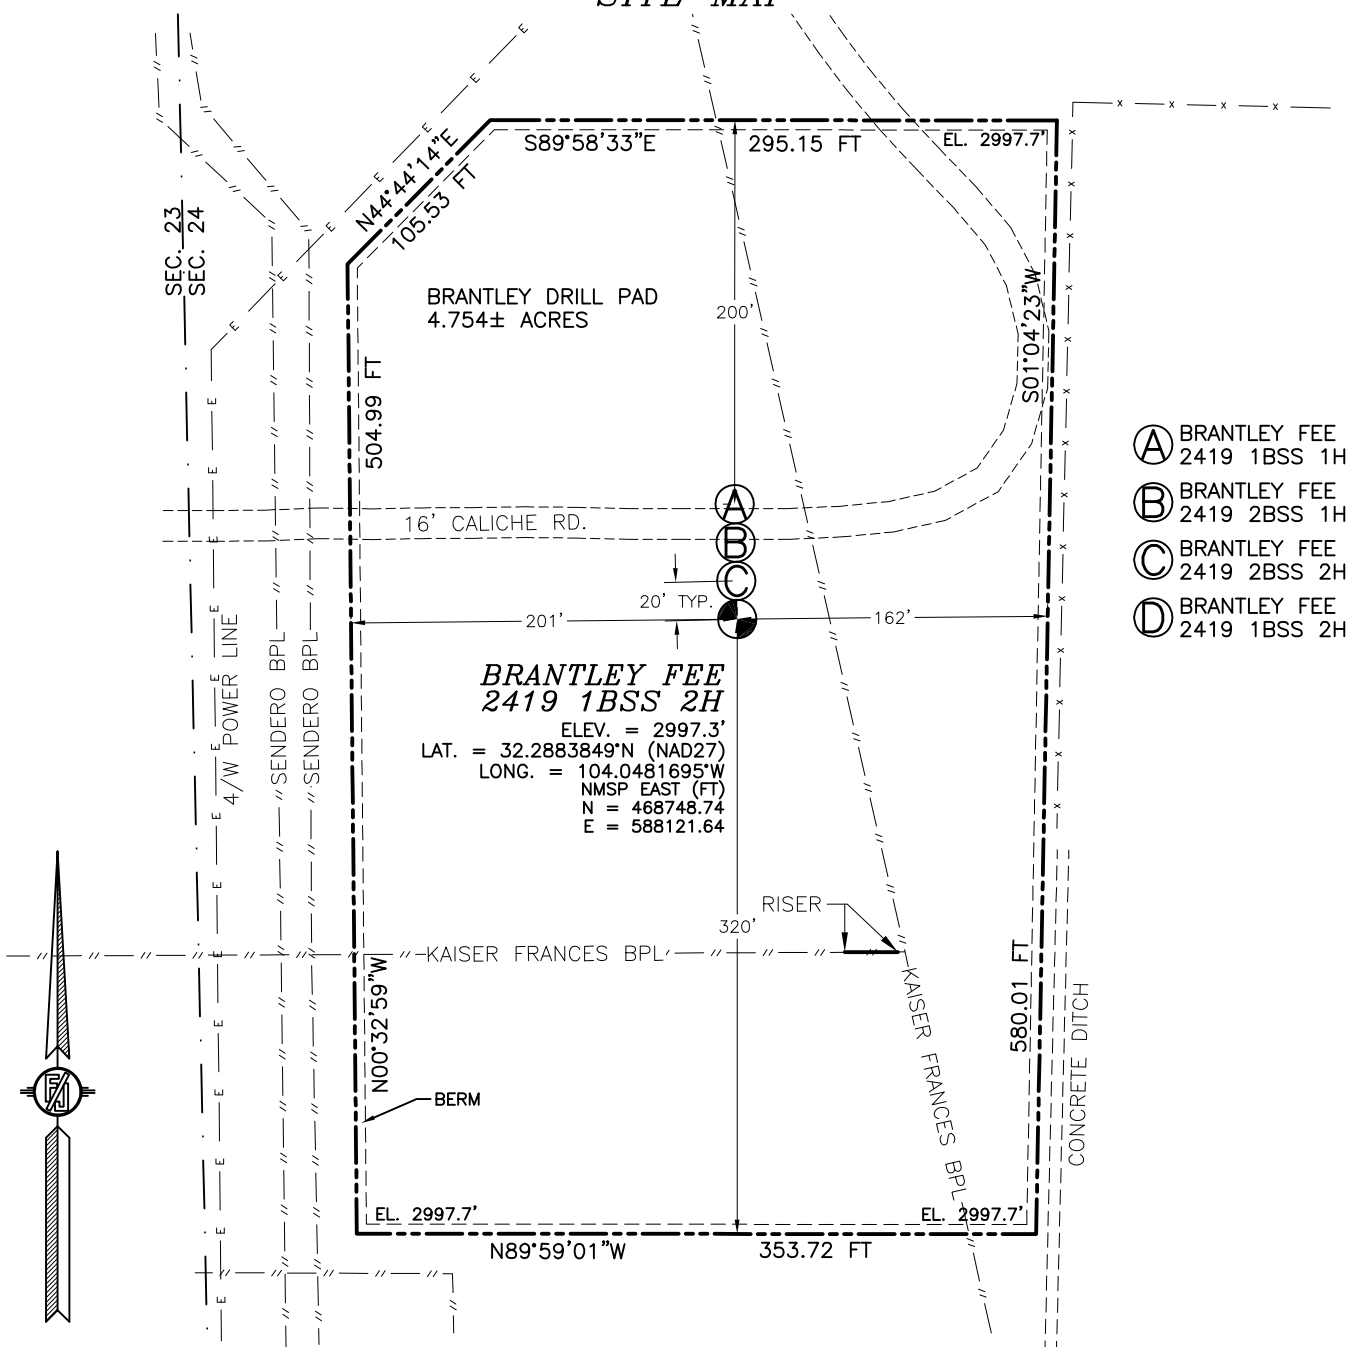 SITE MAP
S89°58'33"E 295.15 FT
EL. 2997.7'
N44°44'14"E
105.53 FT
SEC. 23
SEC. 24
BRANTLEY DRILL PAD
4.754± ACRES
200'
S01°04'23"W
504.99 FT
A BRANTLEY FEE
2419 1BSS 1H
B BRANTLEY FEE
2419 2BSS 1H
C BRANTLEY FEE
2419 2BSS 2H
D BRANTLEY FEE
2419 1BSS 2H
16' CALICHE RD.
A
B
C
20' TYP.
201'
162'
4/W POWER LINE
SENDERO BPL
SENDERO BPL
BRANTLEY FEE
2419 1BSS 2H
ELEV. = 2997.3'
LAT. = 32.2883849°N (NAD27)
LONG. = 104.0481695°W
NMSP EAST (FT)
N = 468748.74
E = 588121.64
RISER
320'
KAISER FRANCES BPL
KAISER FRANCES BPL
N00°32'59"W
580.01 FT
CONCRETE DITCH
BERM
EL. 2997.7'
EL. 2997.7'
N89°59'01"W 353.72 FT